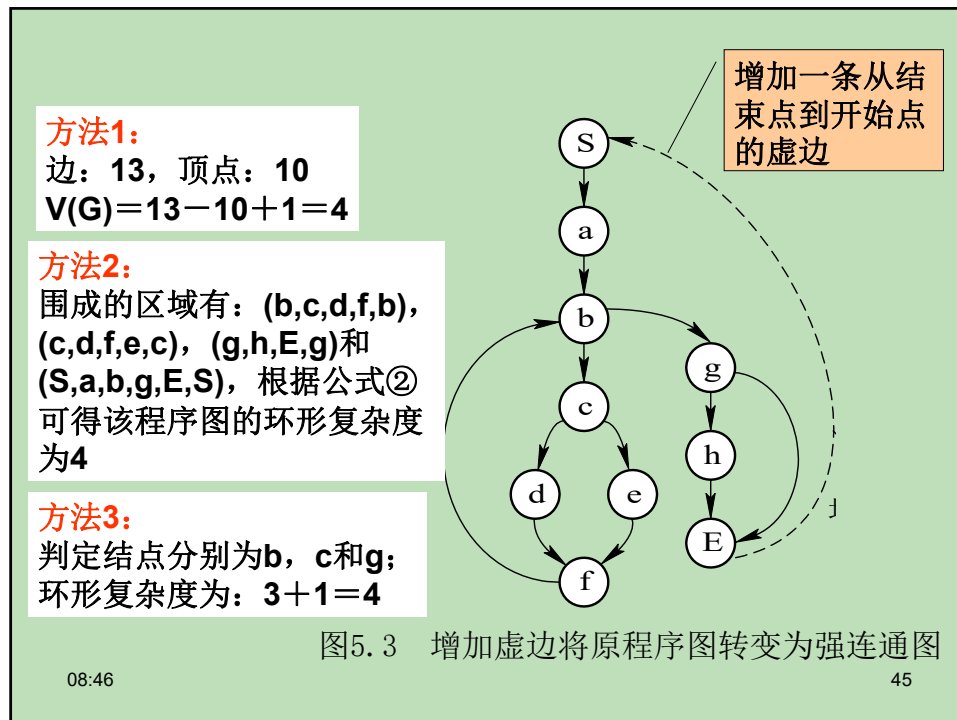 增加一条从结
束点到开始点
的虚边
方法1：
边：13，顶点：10
V(G)＝13－10＋1＝4
方法2：
围成的区域有：(b,c,d,f,b)，
(c,d,f,e,c)，(g,h,E,g)和
(S,a,b,g,E,S)，根据公式②
可得该程序图的环形复杂度
为4
方法3：
判定结点分别为b，c和g；
环形复杂度为：3＋1＝4
S
a
b
g
c
h
d
e
E
f
图5.3 增加虚边将原程序图转变为强连通图
08:46
45